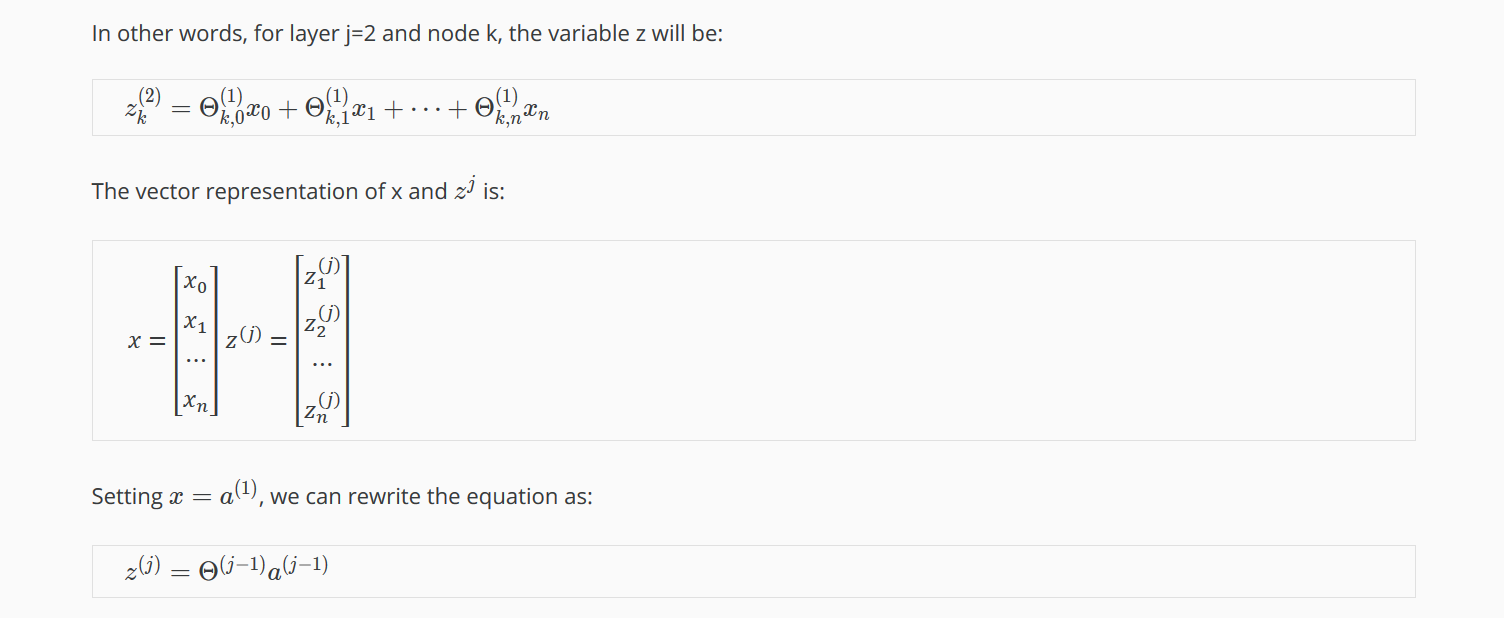 In other words, for layer j=2 and node k, the variable z will be:
$z_k^{(2)} = \Theta_{k,0}^{(1)} x_0 + \Theta_{k,1}^{(1)} x_1 + \cdots + \Theta_{k,n}^{(1)} x_n$
The vector representation of x and $z^j$ is:
$x = \begin{bmatrix} x_0 \\ x_1 \\ \cdots \\ x_n \end{bmatrix} z^{(j)} = \begin{bmatrix} z_1^{(j)} \\ z_2^{(j)} \\ \cdots \\ z_n^{(j)} \end{bmatrix}$
Setting $x = a^{(1)}$, we can rewrite the equation as:
$z^{(j)} = \Theta^{(j-1)} a^{(j-1)}$